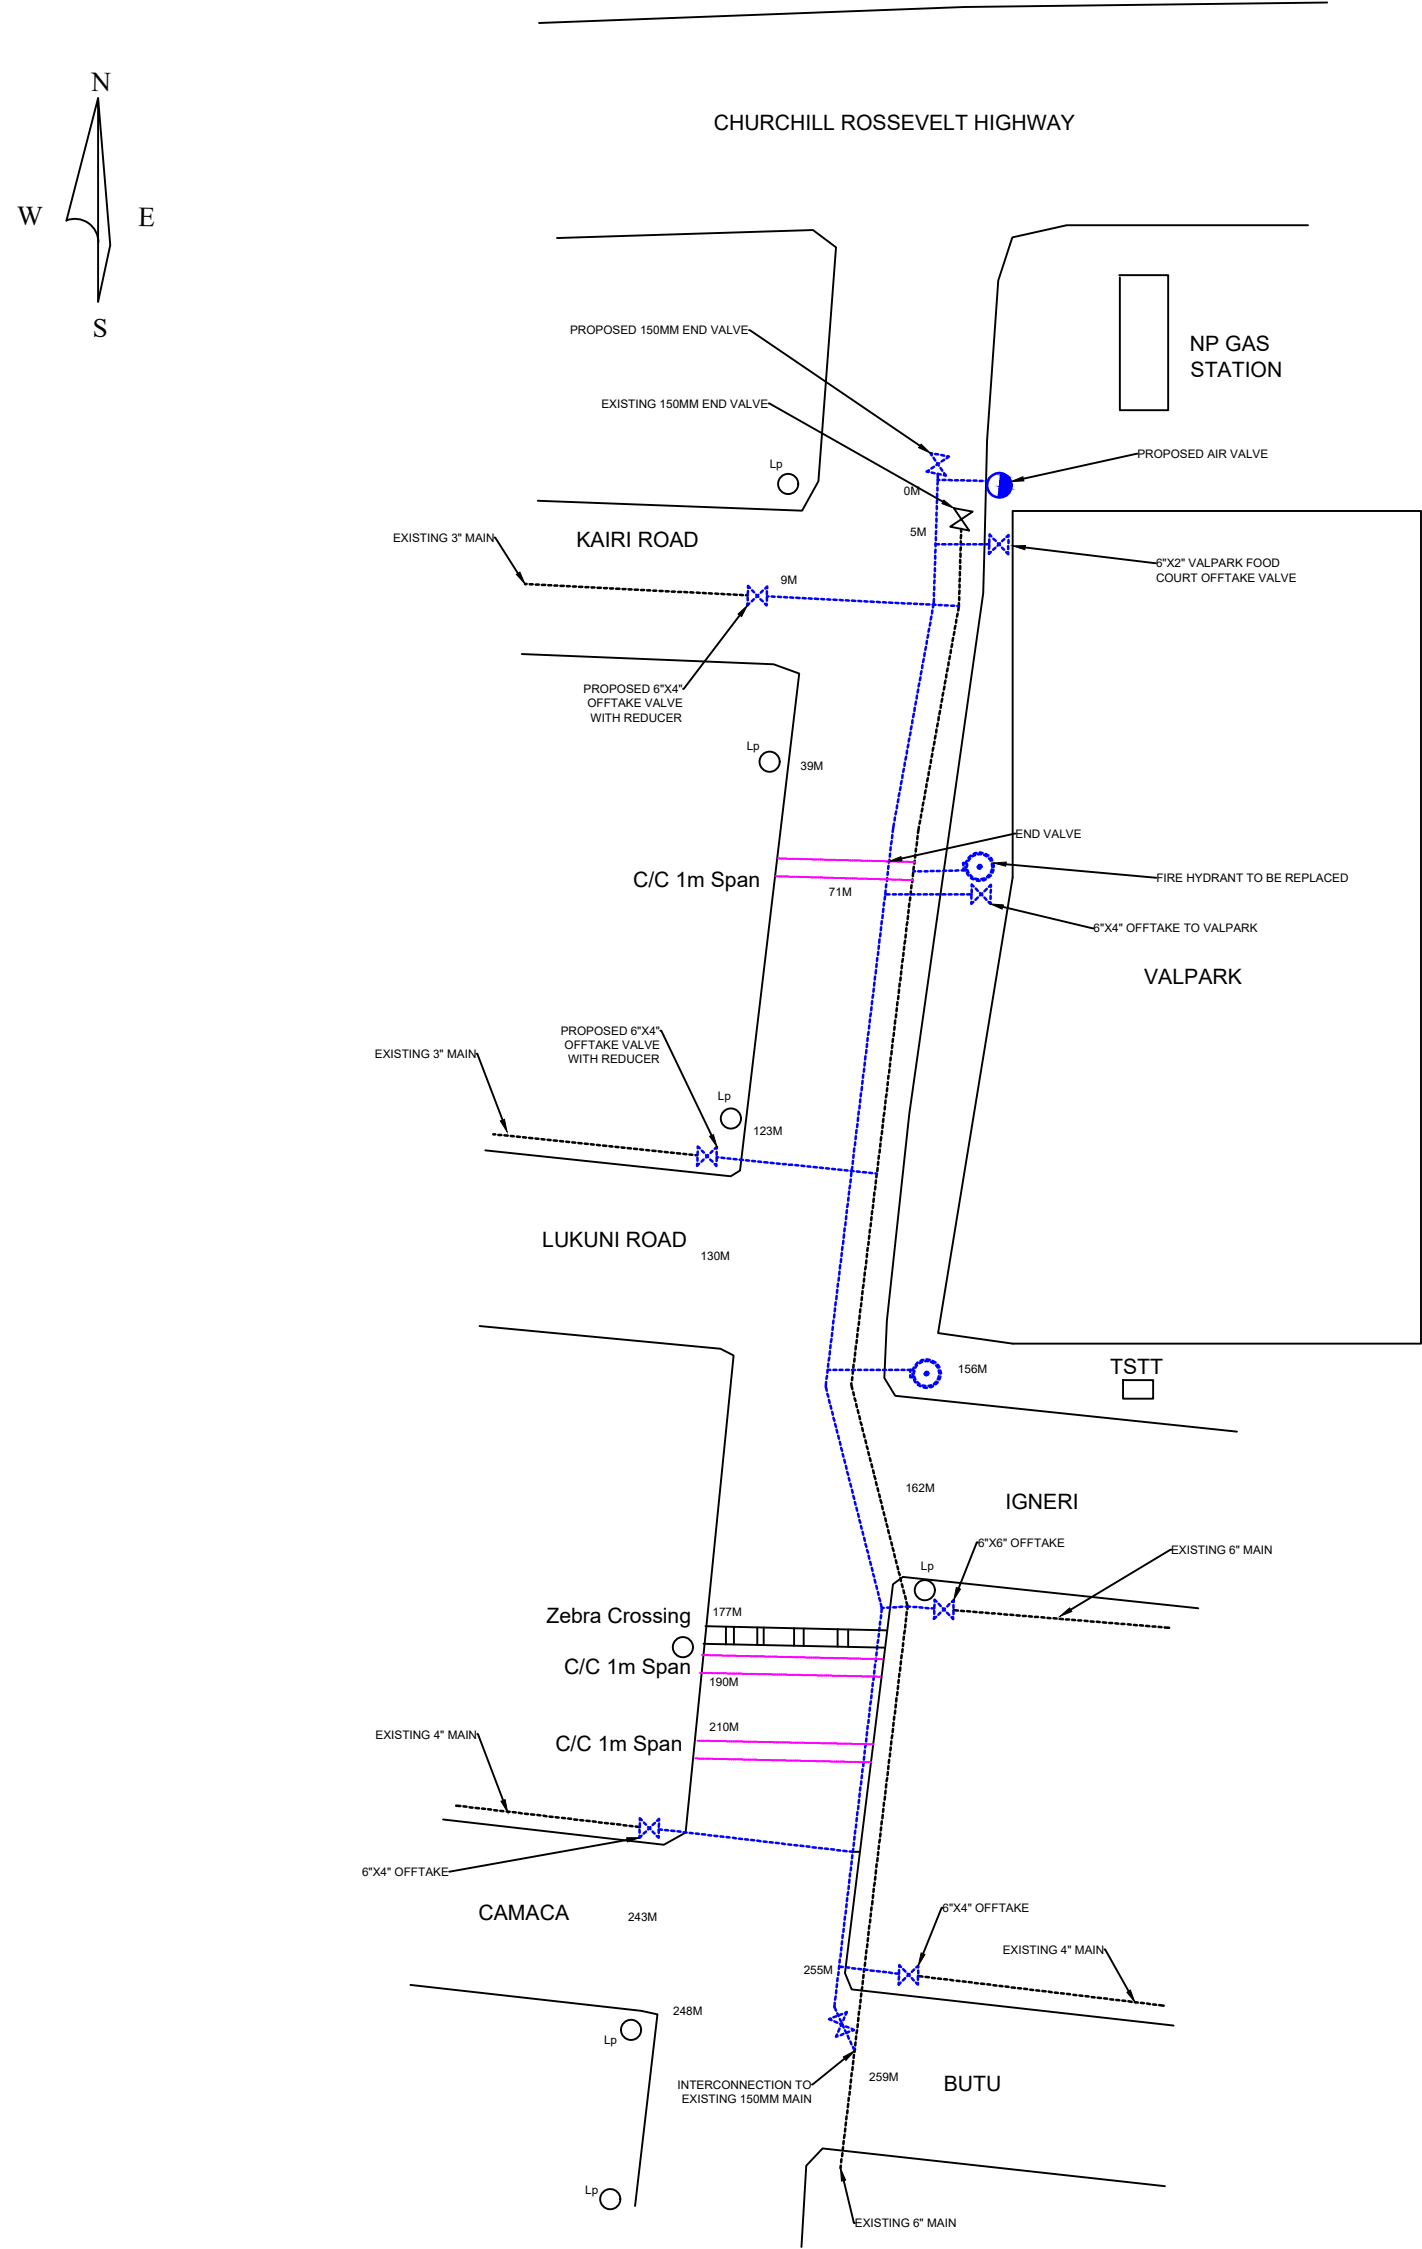 N
CHURCHILL ROSSEVELT HIGHWAY
W
E
S
PROPOSED 150MM END VALVE
NP GAS
STATION
EXISTING 150MM END VALVE
PROPOSED AIR VALVE
Lp
0M
EXISTING 3" MAIN
KAIRI ROAD
5M
6"X2" VALPARK FOOD
COURT OFFTAKE VALVE
9M
PROPOSED 6"X4"
OFFTAKE VALVE
WITH REDUCER
Lp
39M
END VALVE
C/C 1m Span
71M
FIRE HYDRANT TO BE REPLACED
6"X4" OFFTAKE TO VALPARK
VALPARK
PROPOSED 6"X4"
OFFTAKE VALVE
WITH REDUCER
EXISTING 3" MAIN
Lp
123M
LUKUNI ROAD
130M
156M
TSTT
162M
IGNERI
6"X6" OFFTAKE
EXISTING 6" MAIN
Lp
Zebra Crossing
177M
C/C 1m Span
190M
210M
EXISTING 4" MAIN
C/C 1m Span
6"X4" OFFTAKE
CAMACA
243M
6"X4" OFFTAKE
EXISTING 4" MAIN
255M
248M
Lp
259M
INTERCONNECTION TO
EXISTING 150MM MAIN
BUTU
Lp
EXISTING 6" MAIN